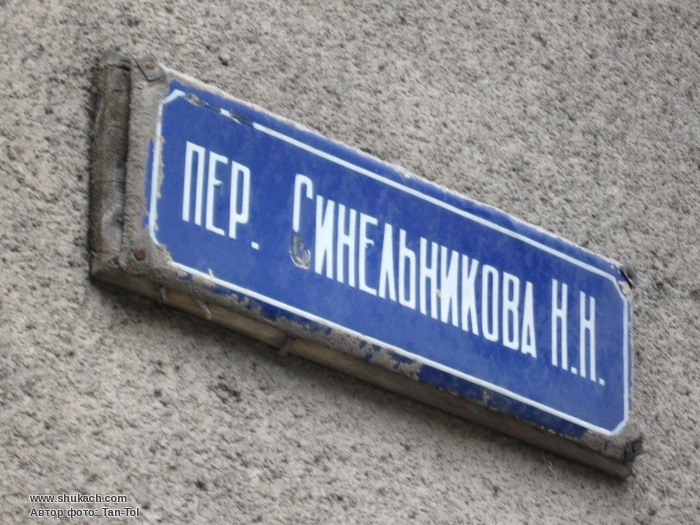 ПЕР. СИНЕЛЬНИКОВА Н.Н.
www.shukach.com
Автор фото: Tan-Tol